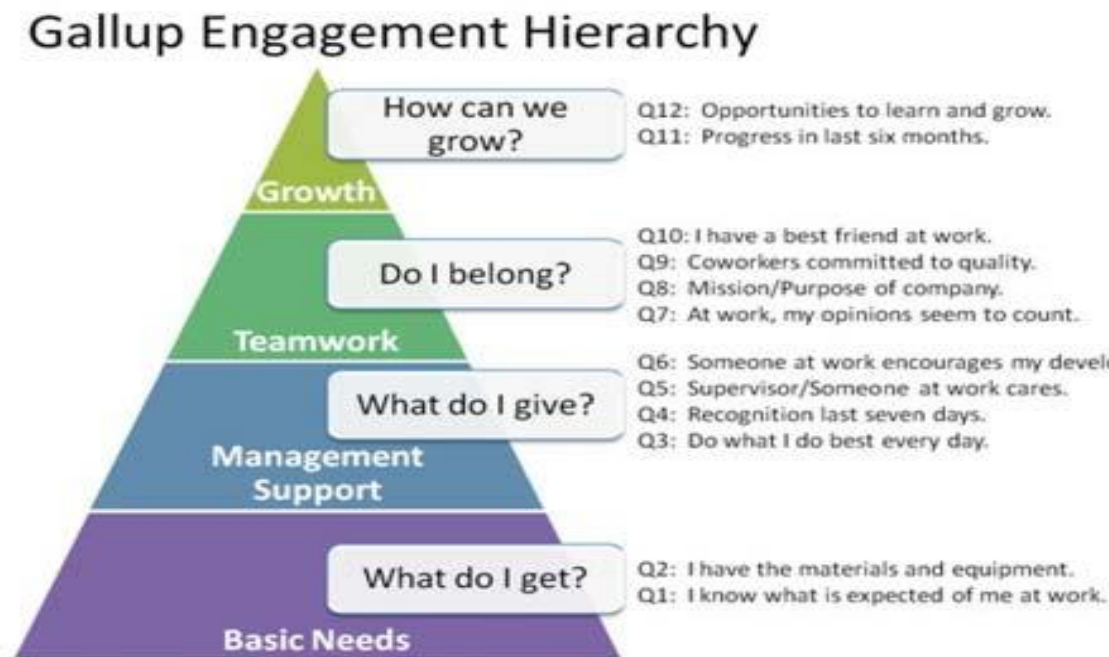 Gallup Engagement Hierarchy
How can we
grow?
Growth
Q12: Opportunities to learn and grow.
Q11: Progress in last six months.
Do I belong?
Teamwork
Q10: I have a best friend at work.
Q9: Coworkers committed to quality.
Q8: Mission/Purpose of company.
Q7: At work, my opinions seem to count.
What do I give?
Management
Support
Q6: Someone at work encourages my devel
Q5: Supervisor/Someone at work cares.
Q4: Recognition last seven days.
Q3: Do what I do best every day.
What do I get?
Basic Needs
Q2: I have the materials and equipment.
Q1: I know what is expected of me at work.